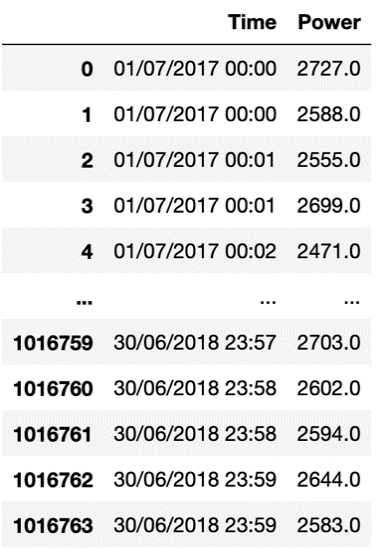 Time Power
0 01/07/2017 00:00 2727.0
1 01/07/2017 00:00 2588.0
2 01/07/2017 00:01 2555.0
3 01/07/2017 00:01 2699.0
4 01/07/2017 00:02 2471.0
... ... ...
1016759 30/06/2018 23:57 2703.0
1016760 30/06/2018 23:58 2602.0
1016761 30/06/2018 23:58 2594.0
1016762 30/06/2018 23:59 2644.0
1016763 30/06/2018 23:59 2583.0